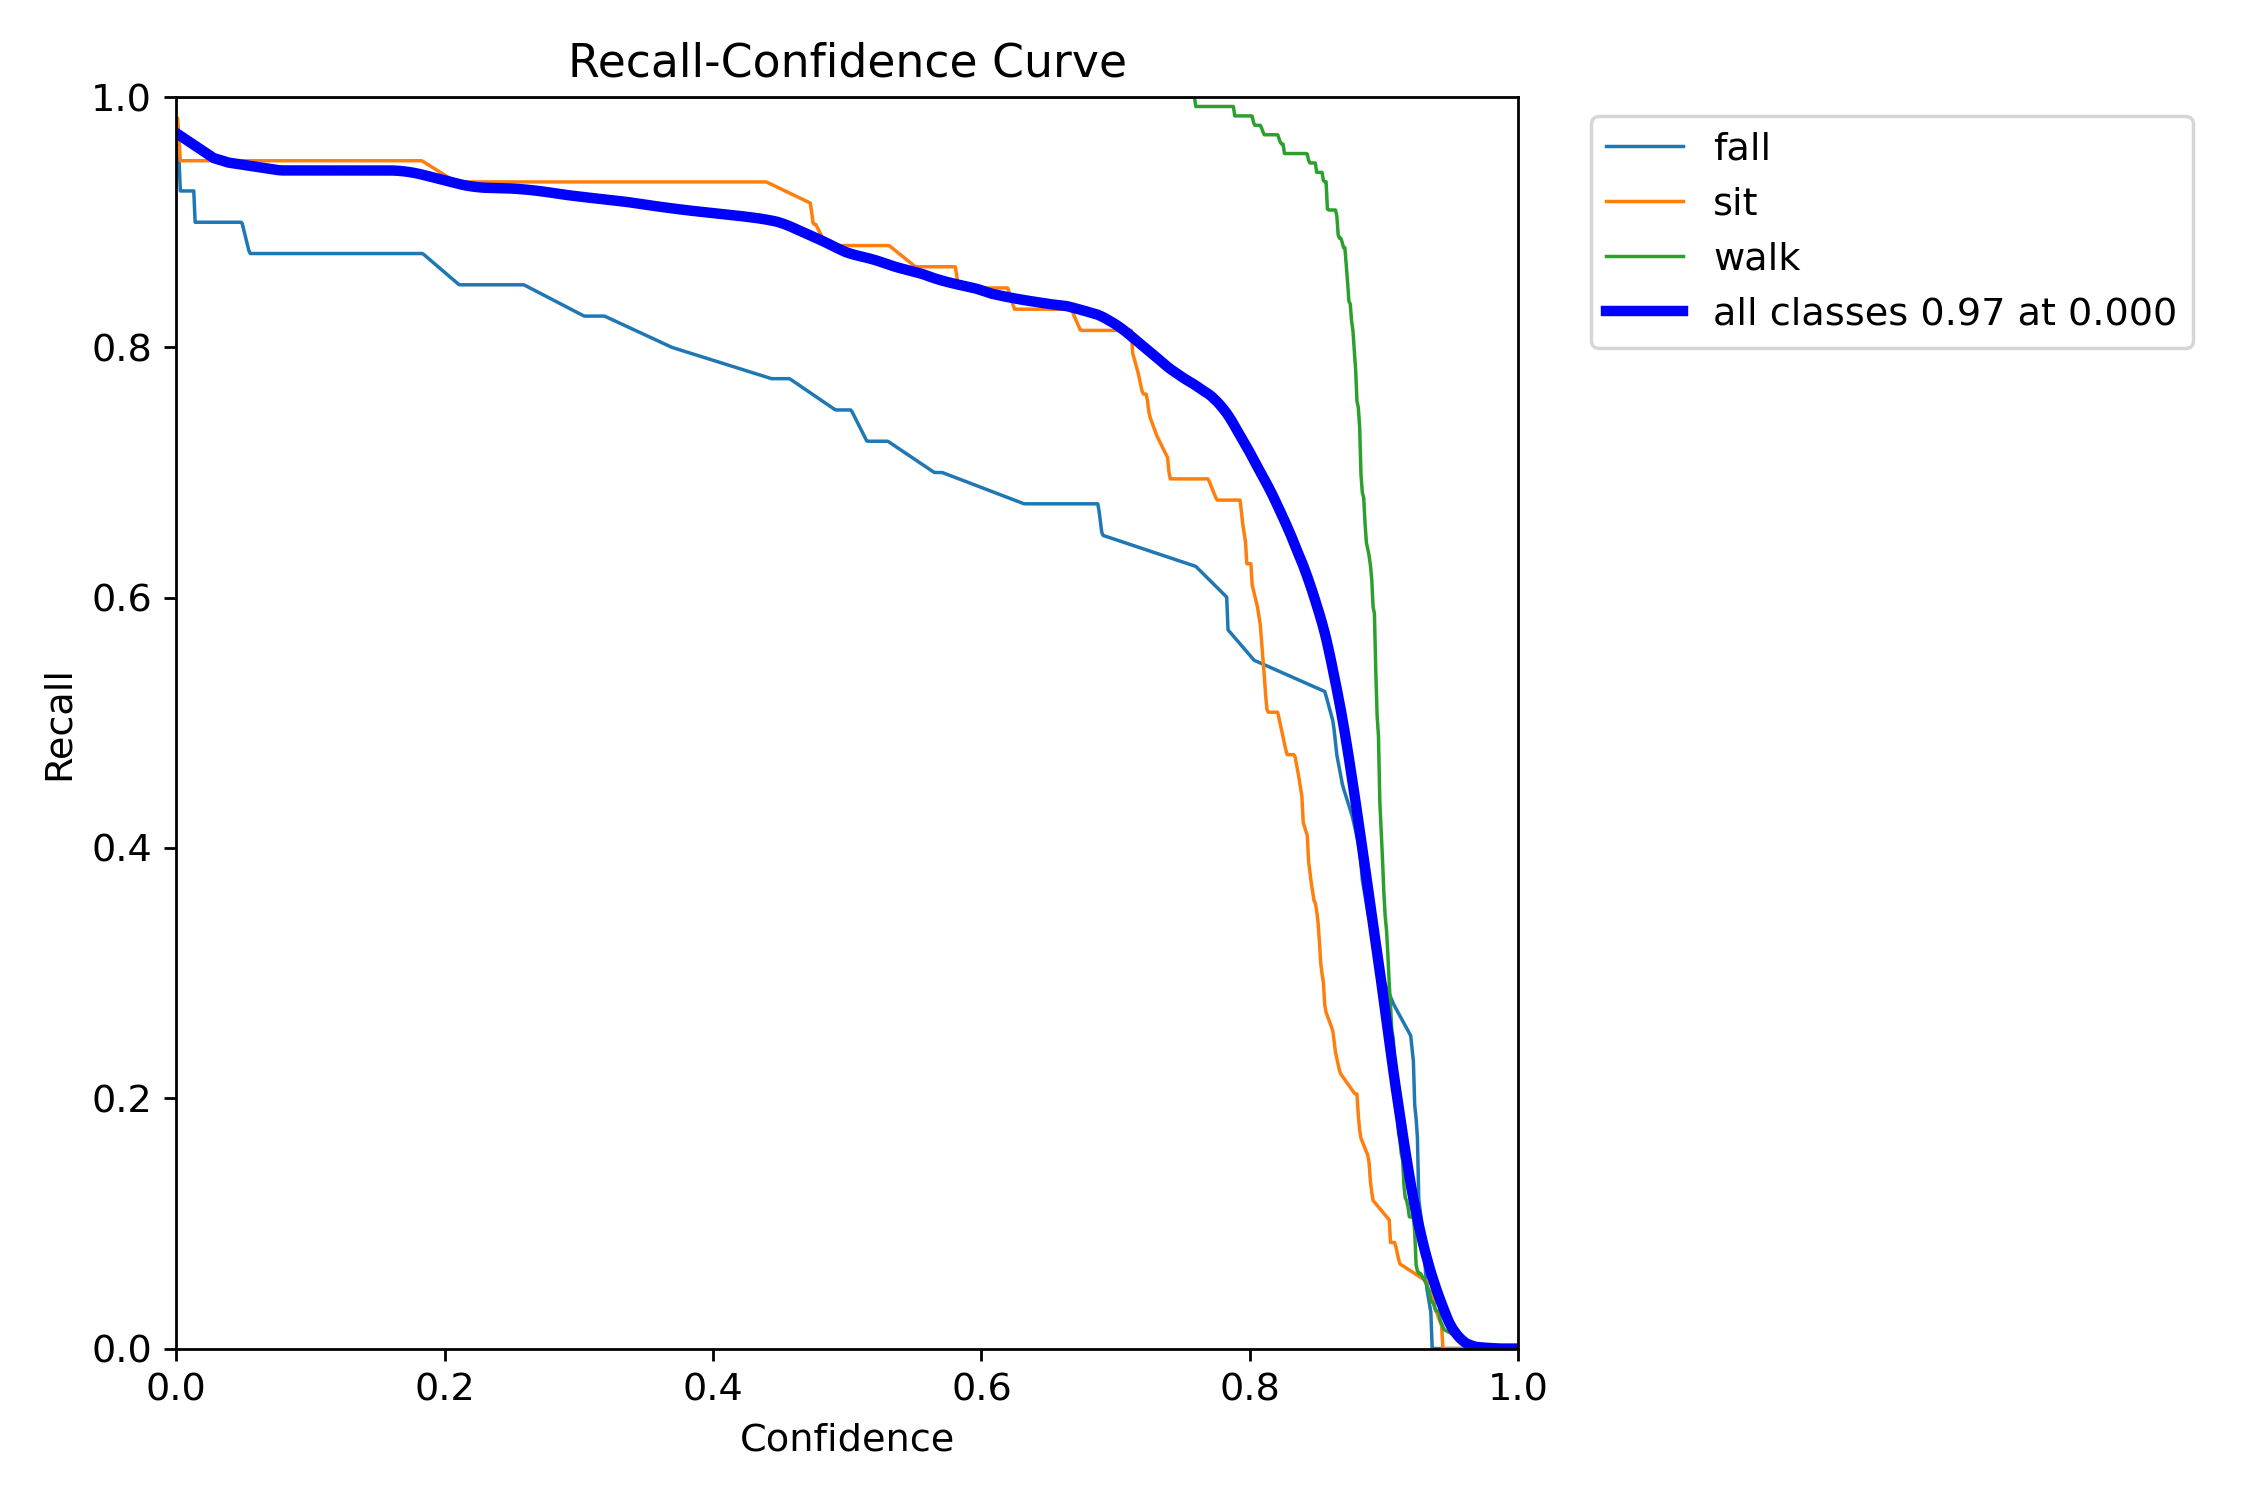 Recall-Confidence Curve
1.0
0.8
0.6
0.4
0.2
0.0
Recall
0.0 0.2 0.4 0.6 0.8 1.0
Confidence
fall
sit
walk
all classes 0.97 at 0.000